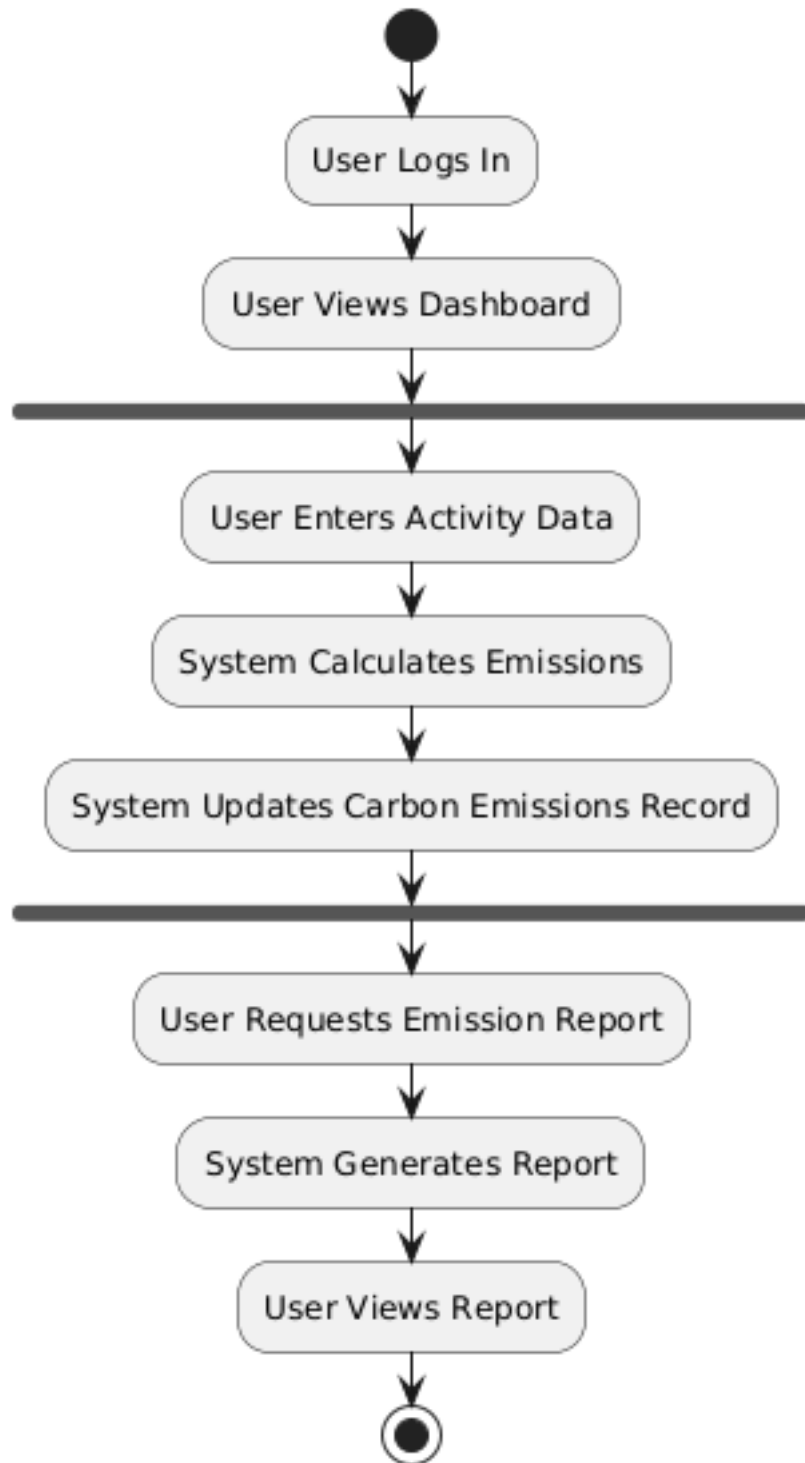 User Logs In
User Views Dashboard
User Enters Activity Data
System Calculates Emissions
System Updates Carbon Emissions Record
User Requests Emission Report
System Generates Report
User Views Report